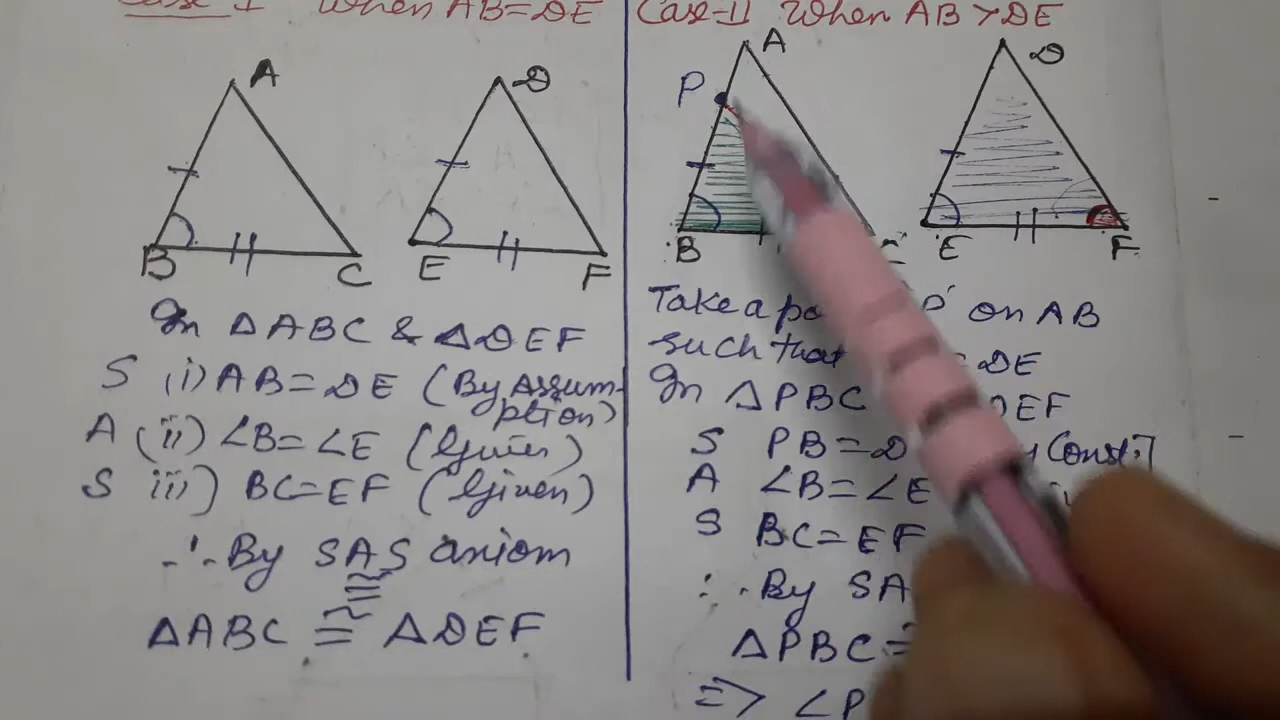 Case-I When AB=DE
A
D
B
C
E
F
In ΔABC & ΔDEF
S (i) AB=DE (By Assum-
ption)
A (ii) ∠B=∠E (Given)
S iii) BC=EF (Given)
∴ By SAS axiom
≅
ΔABC ≅ ΔDEF
Case-II When AB>DE
A
P
D
B
E
F
Take a P' on AB
such that =DE
In ΔPBC DEF
S PB=D Const.]
A ∠B=∠E
S BC=EF
∴ By SA
ΔPBC=
=> ∠P